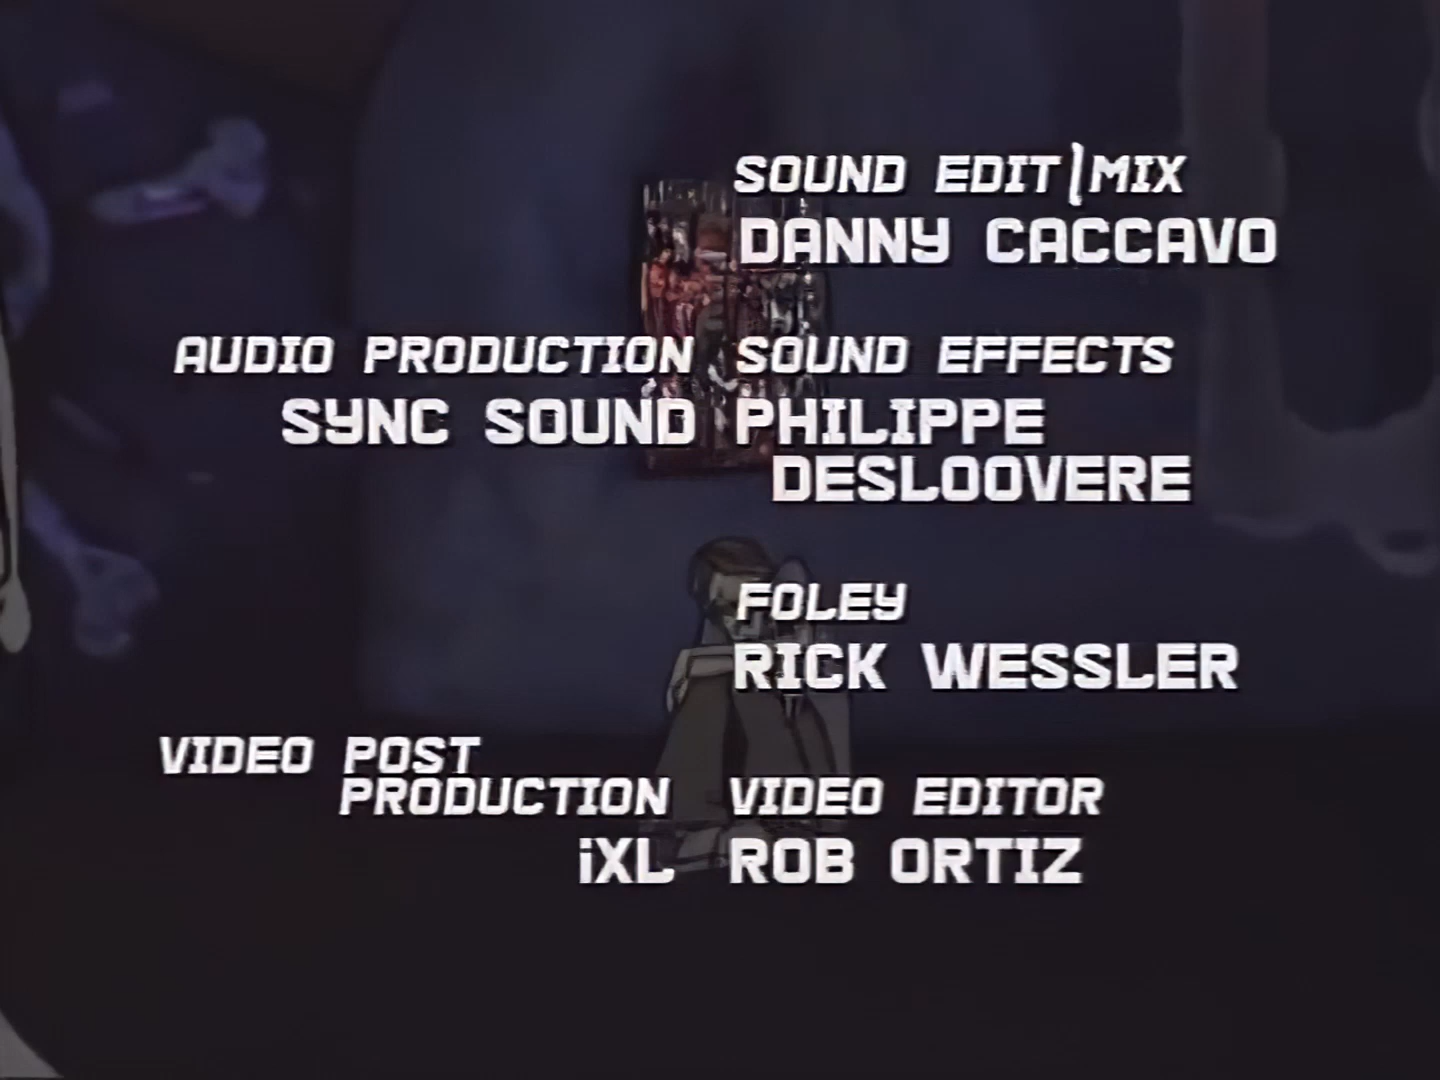 SOUND EDIT/MIX
DANNY CACCAVO
AUDIO PRODUCTION
SYNC SOUND
SOUND EFFECTS
PHILIPPE
DESLOOVERE
FOLEY
RICK WESSLER
VIDEO POST
PRODUCTION
iXL
VIDEO EDITOR
ROB ORTIZ